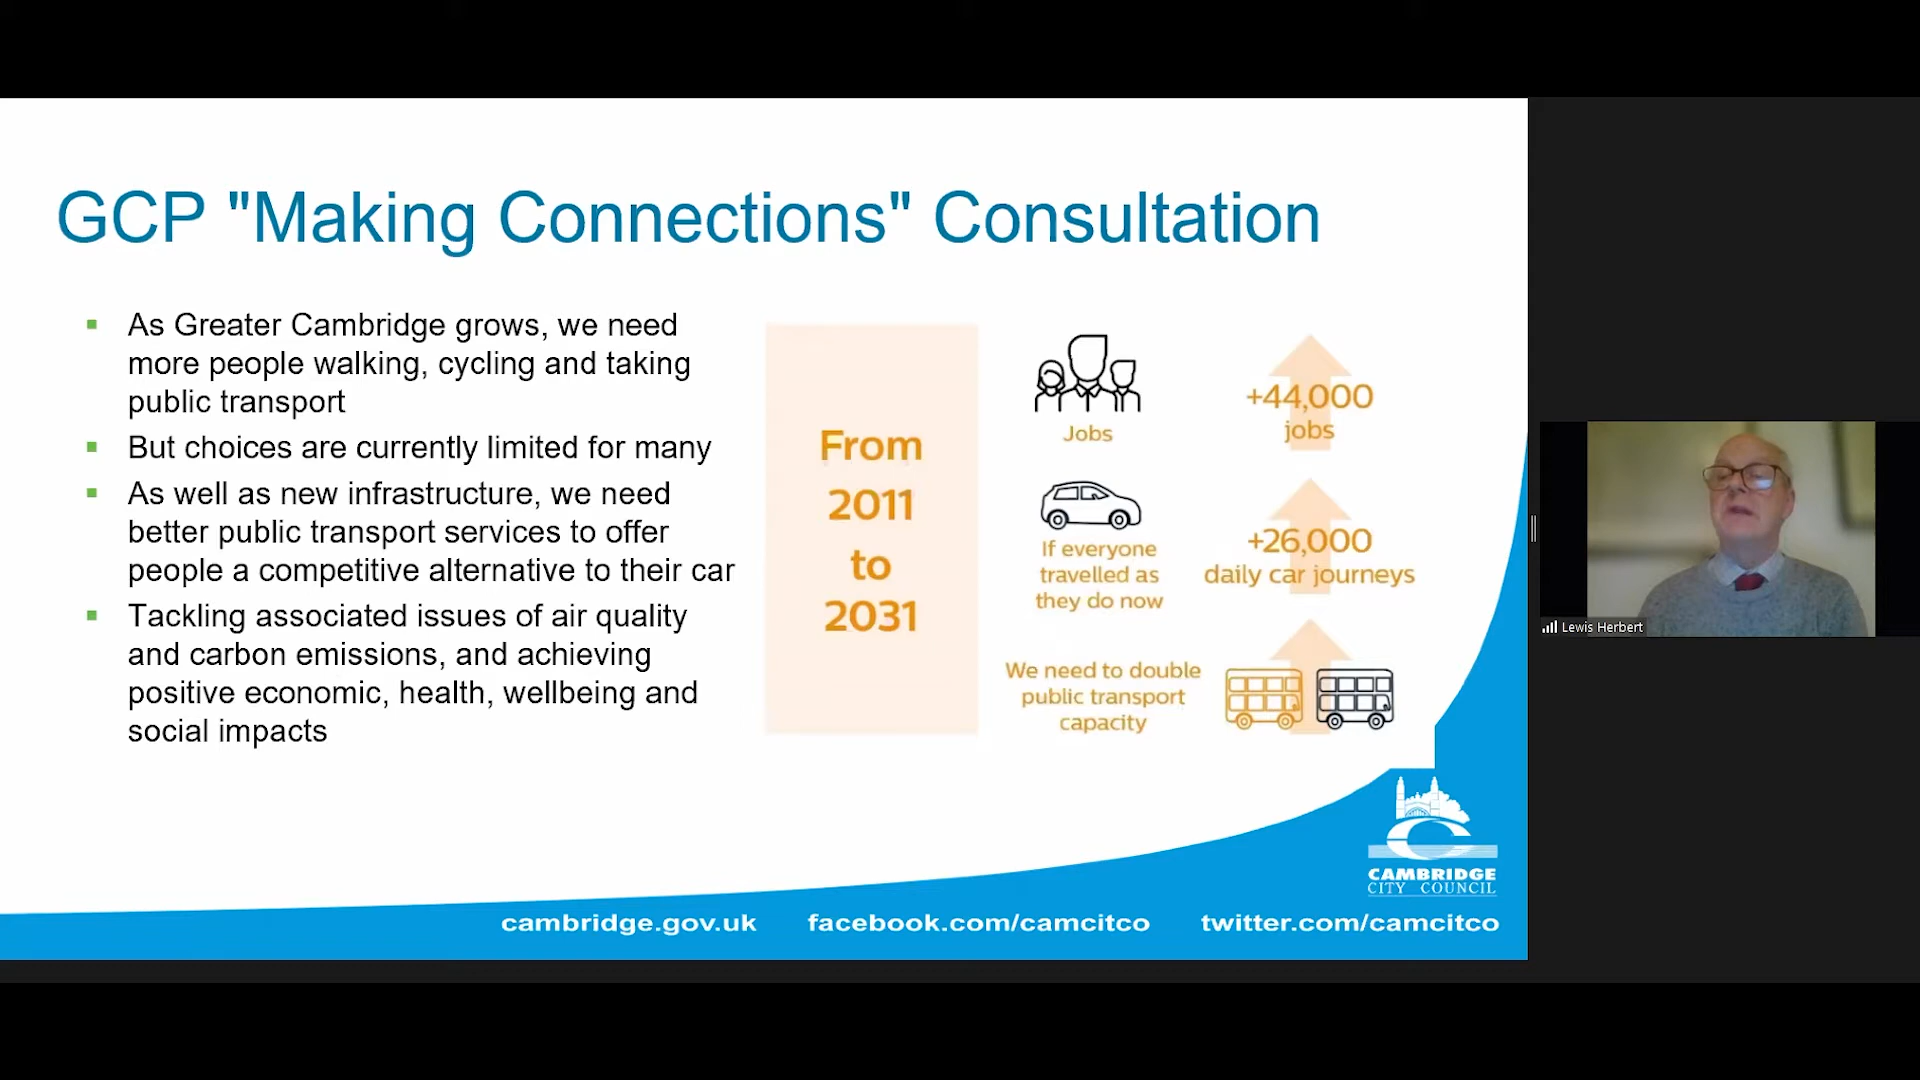 GCP "Making Connections" Consultation
As Greater Cambridge grows, we need
more people walking, cycling and taking
public transport
But choices are currently limited for many
As well as new infrastructure, we need
better public transport services to offer
people a competitive alternative to their car
Tackling associated issues of air quality
and carbon emissions, and achieving
positive economic, health, wellbeing and
social impacts
From
2011
to
2031
Jobs
+44,000
jobs
If everyone
travelled as
they do now
+26,000
daily car journeys
We need to double
public transport
capacity
Lewis Herbert
CAMBRIDGE
CITY COUNCIL
cambridge.gov.uk facebook.com/camcitco twitter.com/camcitco